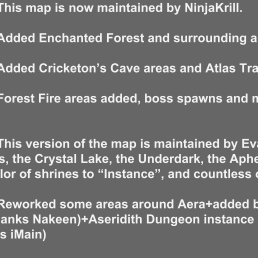 This map is now maintained by NinjaKrill.
Added Enchanted Forest and surrounding a
Added Cricketon's Cave areas and Atlas Tra
Forest Fire areas added, boss spawns and n
This version of the map is maintained by Ev
s, the Crystal Lake, the Underdark, the Aphe
lor of shrines to “Instance”, and countless
Reworked some areas around Aera+added b
anks Nakeen)+Aseridith Dungeon instance
s iMain)